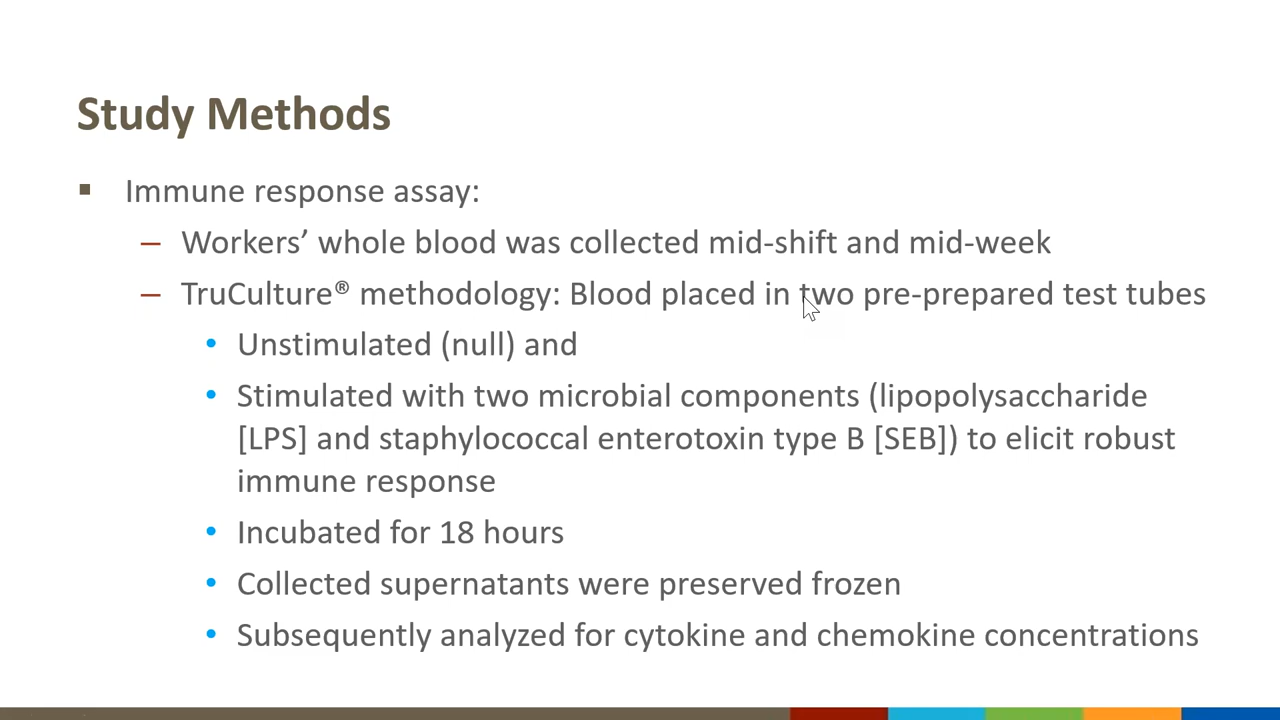 Study Methods
▪ Immune response assay:
– Workers’ whole blood was collected mid-shift and mid-week
– TruCulture® methodology: Blood placed in two pre-prepared test tubes
• Unstimulated (null) and
• Stimulated with two microbial components (lipopolysaccharide
[LPS] and staphylococcal enterotoxin type B [SEB]) to elicit robust
immune response
• Incubated for 18 hours
• Collected supernatants were preserved frozen
• Subsequently analyzed for cytokine and chemokine concentrations